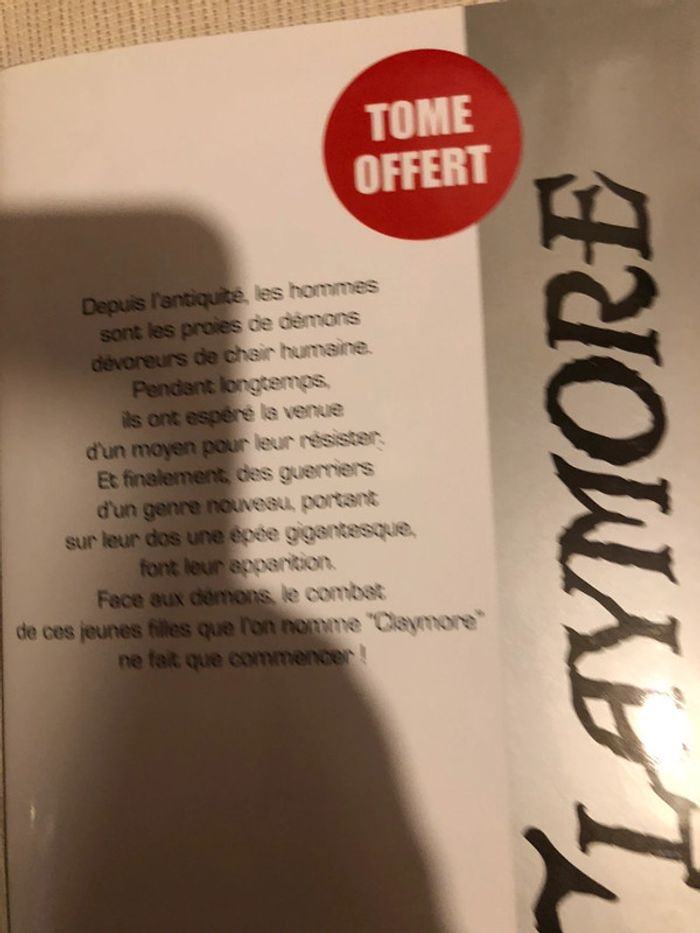 TOME
OFFERT
Depuis l'antiquité, les hommes
sont les proies de démons
dévoreurs de chair humaine.
Pendant longtemps,
ils ont espéré la venue
d'un moyen pour leur résister.
Et finalement, des guerriers
d'un genre nouveau, portant
sur leur dos une épée gigantesque,
font leur apparition.
Face aux démons, le combat
de ces jeunes filles que l'on nomme "Claymore"
ne fait que commencer !
CLAYMORE